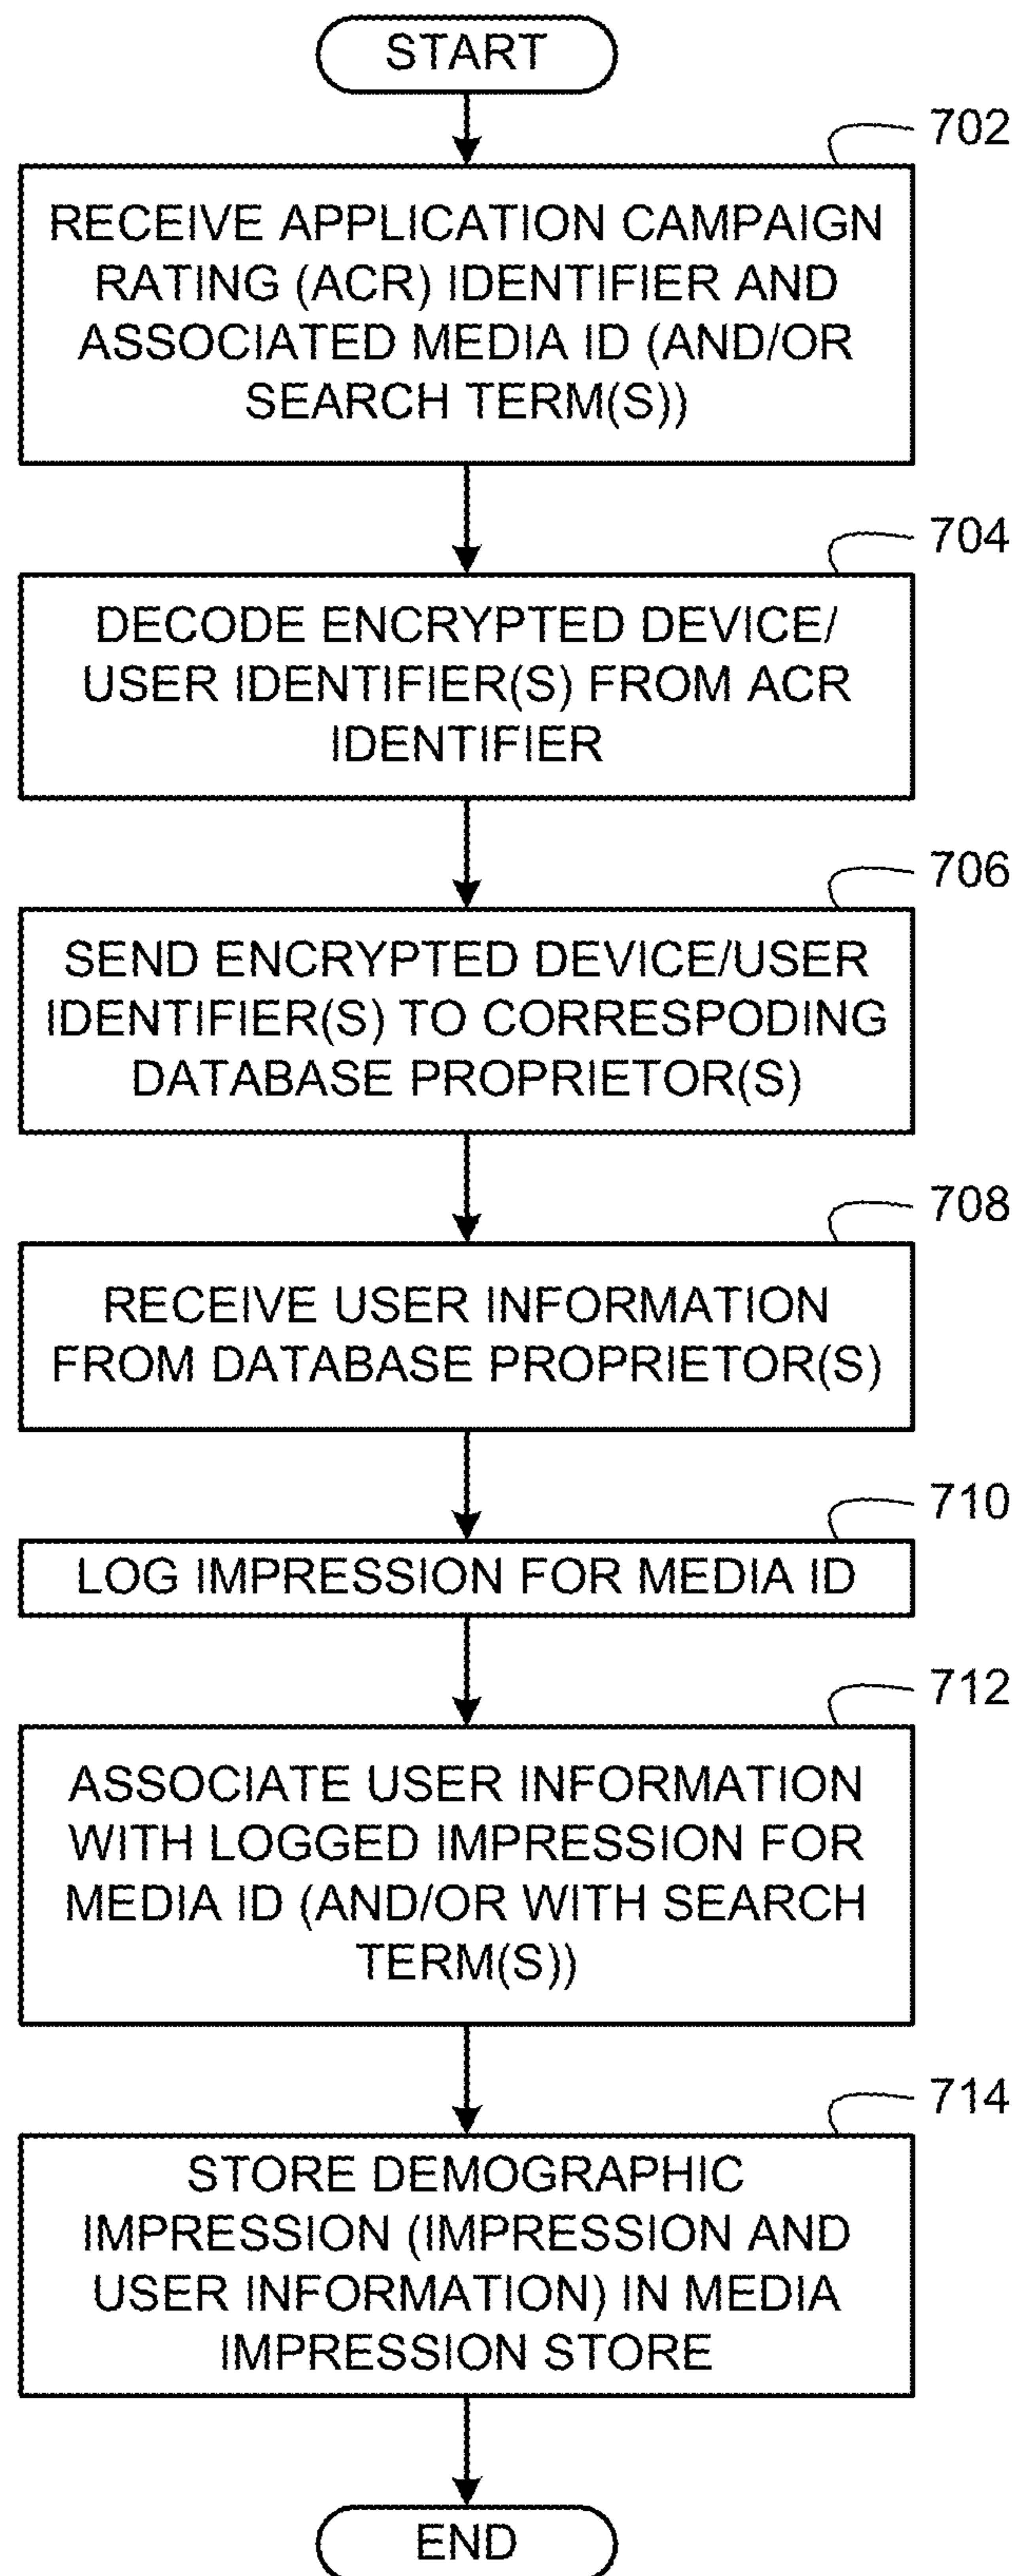 START
702
RECEIVE APPLICATION CAMPAIGN
RATING (ACR) IDENTIFIER AND
ASSOCIATED MEDIA ID (AND/OR
SEARCH TERM(S))
704
DECODE ENCRYPTED DEVICE/
USER IDENTIFIER(S) FROM ACR
IDENTIFIER
706
SEND ENCRYPTED DEVICE/USER
IDENTIFIER(S) TO CORRESPODING
DATABASE PROPRIETOR(S)
708
RECEIVE USER INFORMATION
FROM DATABASE PROPRIETOR(S)
710
LOG IMPRESSION FOR MEDIA ID
712
ASSOCIATE USER INFORMATION
WITH LOGGED IMPRESSION FOR
MEDIA ID (AND/OR WITH SEARCH
TERM(S))
714
STORE DEMOGRAPHIC
IMPRESSION (IMPRESSION AND
USER INFORMATION) IN MEDIA
IMPRESSION STORE
END